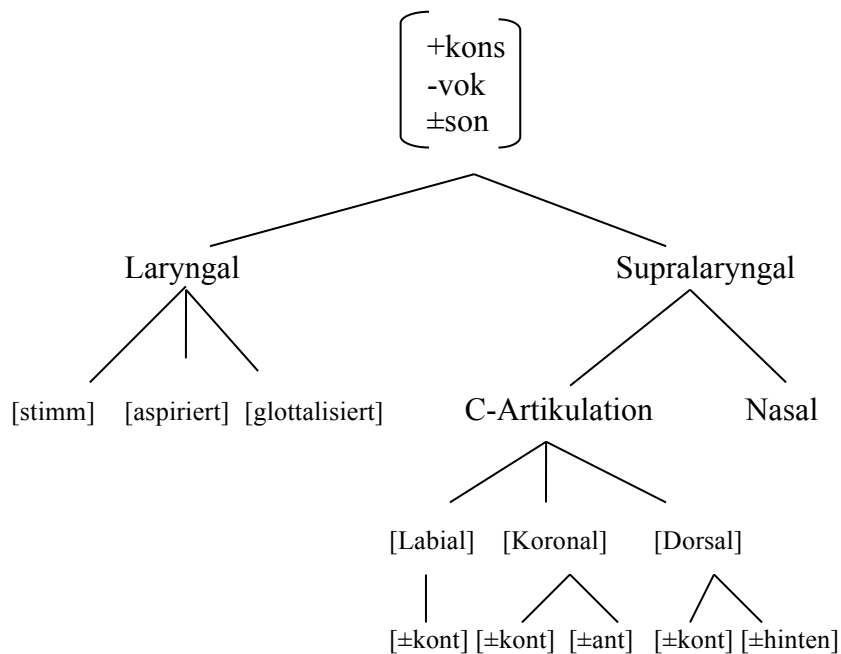 +kons
-vok
±son
Laryngal Supralaryngal
[stimm] [aspiriert] [glottalisiert] C-Artikulation Nasal
[Labial] [Koronal] [Dorsal]
[±kont] [±kont] [±ant] [±kont] [±hinten]